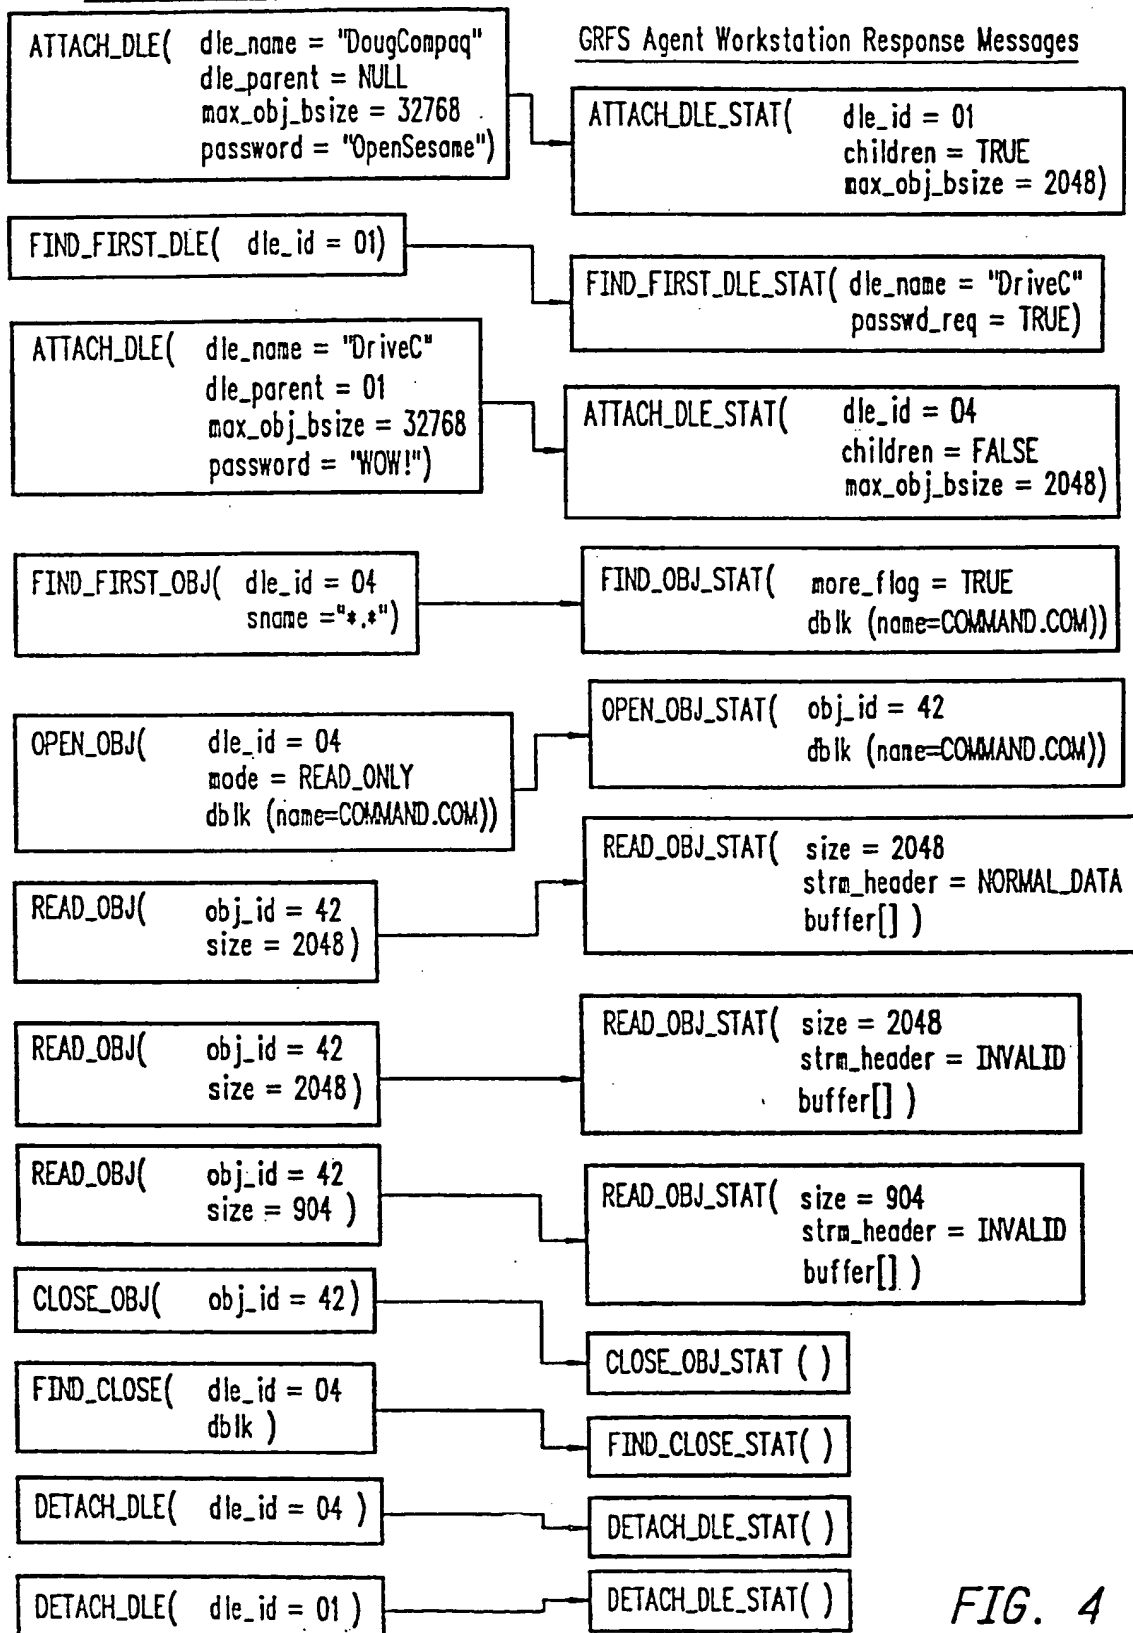 ATTACH_DLE( dle_name = "DougCompaq"
dle_parent = NULL
max_obj_bsize = 32768
password = "OpenSesame")
GRFS Agent Workstation Response Messages
ATTACH_DLE_STAT( dle_id = 01
children = TRUE
max_obj_bsize = 2048)
FIND_FIRST_DLE( dle_id = 01)
FIND_FIRST_DLE_STAT( dle_name = "DriveC"
passwd_req = TRUE)
ATTACH_DLE( dle_name = "DriveC"
dle_parent = 01
max_obj_bsize = 32768
password = "WOW!")
ATTACH_DLE_STAT( dle_id = 04
children = FALSE
max_obj_bsize = 2048)
FIND_FIRST_OBJ( dle_id = 04
sname ="*.*")
FIND_OBJ_STAT( more_flag = TRUE
dblk (name=COMMAND.COM))
OPEN_OBJ( dle_id = 04
mode = READ_ONLY
dblk (name=COMMAND.COM))
OPEN_OBJ_STAT( obj_id = 42
dblk (name=COMMAND.COM))
READ_OBJ( obj_id = 42
size = 2048)
READ_OBJ_STAT( size = 2048
strm_header = NORMAL_DATA
buffer[] )
READ_OBJ( obj_id = 42
size = 2048)
READ_OBJ_STAT( size = 2048
strm_header = INVALID
buffer[] )
READ_OBJ( obj_id = 42
size = 904 )
READ_OBJ_STAT( size = 904
strm_header = INVALID
buffer[] )
CLOSE_OBJ( obj_id = 42)
CLOSE_OBJ_STAT ( )
FIND_CLOSE( dle_id = 04
dblk )
FIND_CLOSE_STAT( )
DETACH_DLE( dle_id = 04 )
DETACH_DLE_STAT( )
DETACH_DLE( dle_id = 01 )
DETACH_DLE_STAT( )
FIG. 4